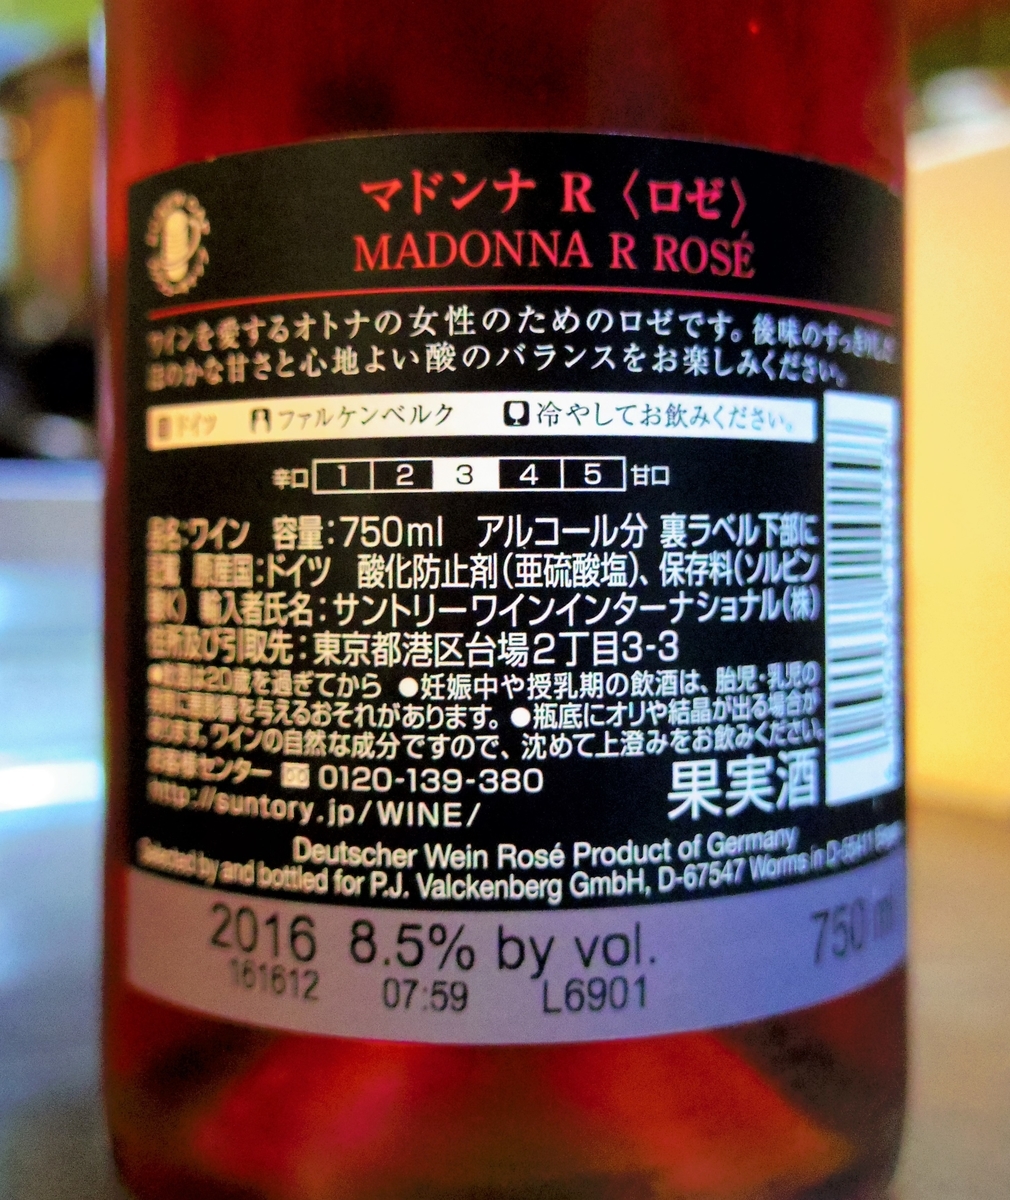 マドンナ R 〈ロゼ〉
MADONNA R ROSÉ
ワインを愛するオトナの女性のためのロゼです。後味のすっきりした
ほのかな甘さと心地よい酸のバランスをお楽しみください。
ドイツ ファルケンベルク 冷やしてお飲みください。
辛口 1 2 3 4 5 甘口
品名:ワイン 容量:750ml アルコール分 裏ラベル下部に
記載 原産国:ドイツ 酸化防止剤(亜硫酸塩)、保存料(ソルビン
酸K) 輸入者氏名:サントリーワインインターナショナル(株)
住所及び引取先:東京都港区台場2丁目3-3
●飲酒は20歳を過ぎてから ●妊娠中や授乳期の飲酒は、胎児・乳児の
発育に悪影響を与えるおそれがあります。●瓶底にオリや結晶が出る場合が
あります。ワインの自然な成分ですので、沈めて上澄みをお飲みください。
お客様センター 0120-139-380
http://suntory.jp/WINE/
果実酒
Deutscher Wein Rosé Product of Germany
Selected by and bottled for P.J. Valckenberg GmbH, D-67547 Worms in
2016 8.5% by vol. 750 ml
161612 07:59 L6901